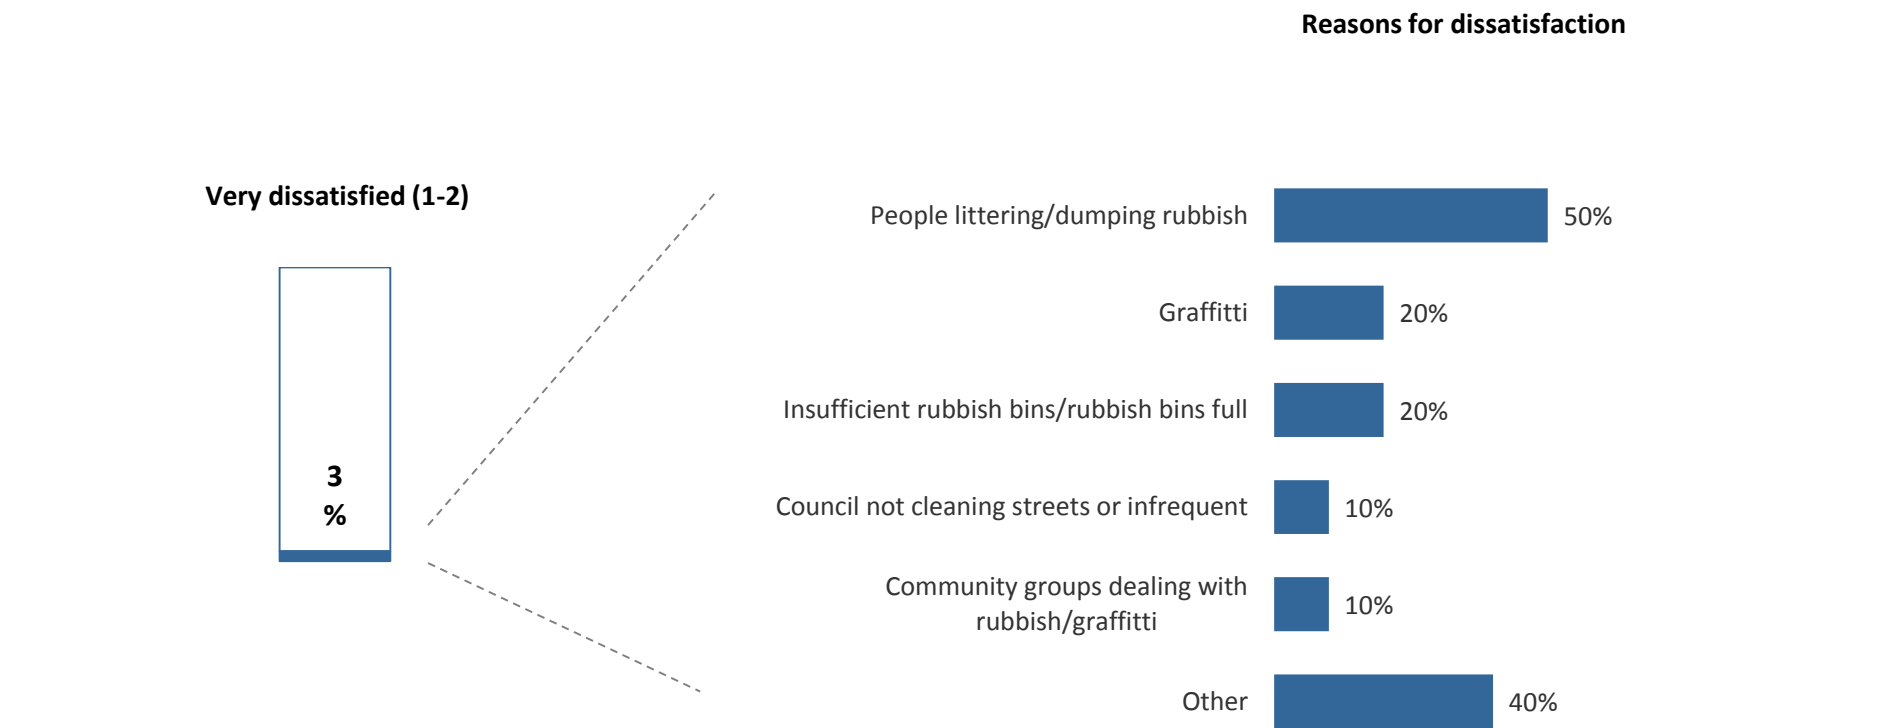 Reasons for dissatisfaction
Very dissatisfied (1-2)
3
%
People littering/dumping rubbish
50%
Graffitti
20%
Insufficient rubbish bins/rubbish bins full
20%
Council not cleaning streets or infrequent
10%
Community groups dealing with
rubbish/graffitti
10%
Other
40%